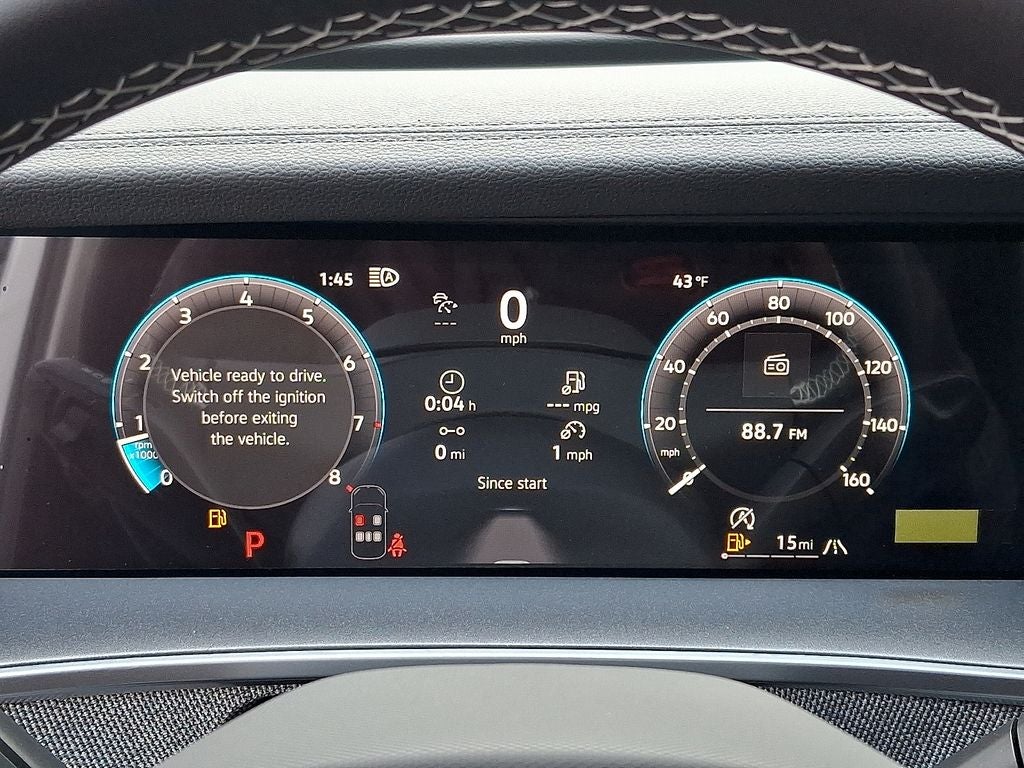 1:45 A
0
mph
43 °F
1
2
3
4
5
6
7
8
0
rpm
x1000
Vehicle ready to drive.
Switch off the ignition
before exiting
the vehicle.
---
0:04 h
--- mpg
0 mi
1 mph
Since start
0
20
40
60
80
100
120
140
160
mph
88.7 FM
P
A
15 mi